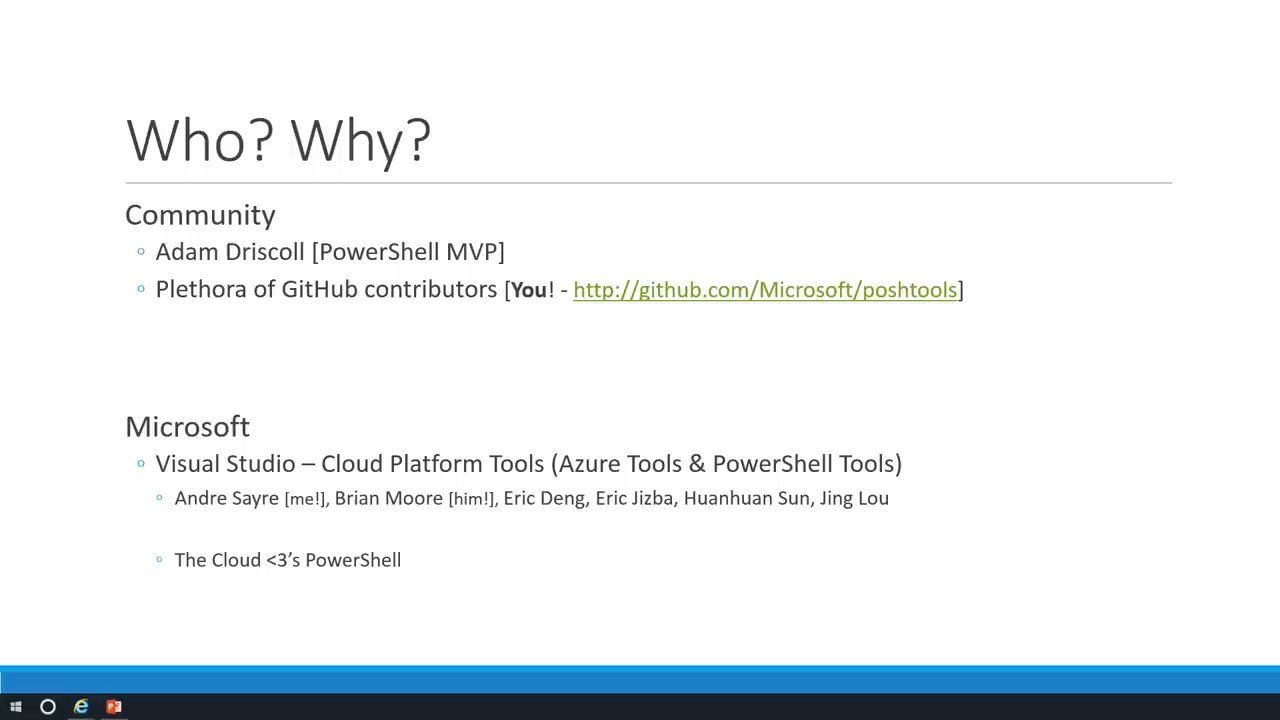 Who? Why?
Community
Adam Driscoll [PowerShell MVP]
Plethora of GitHub contributors [You! - http://github.com/Microsoft/poshtools]
Microsoft
Visual Studio – Cloud Platform Tools (Azure Tools & PowerShell Tools)
Andre Sayre [me!], Brian Moore [him!], Eric Deng, Eric Jizba, Huanhuan Sun, Jing Lou
The Cloud <3’s PowerShell